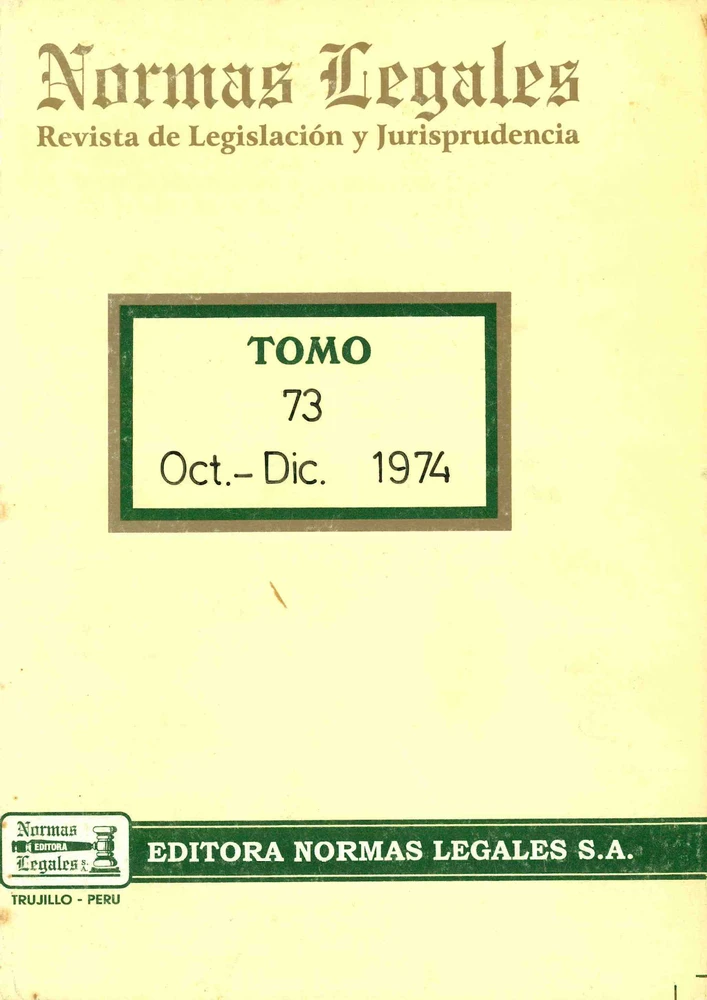 Normas Legales
Revista de Legislación y Jurisprudencia
TOMO
73
Oct.- Dic. 1974
Normas
EDITORA
Legales S.A.
EDITORA NORMAS LEGALES S.A.
TRUJILLO - PERU